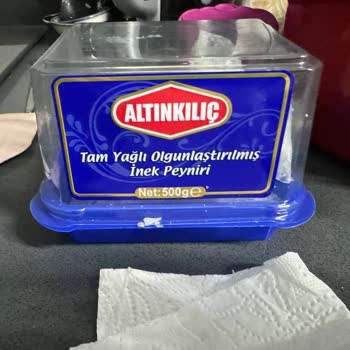 ALTINKILIÇ
Tam Yağlı Olgunlaştırılmış
İnek Peyniri
Net:500g℮